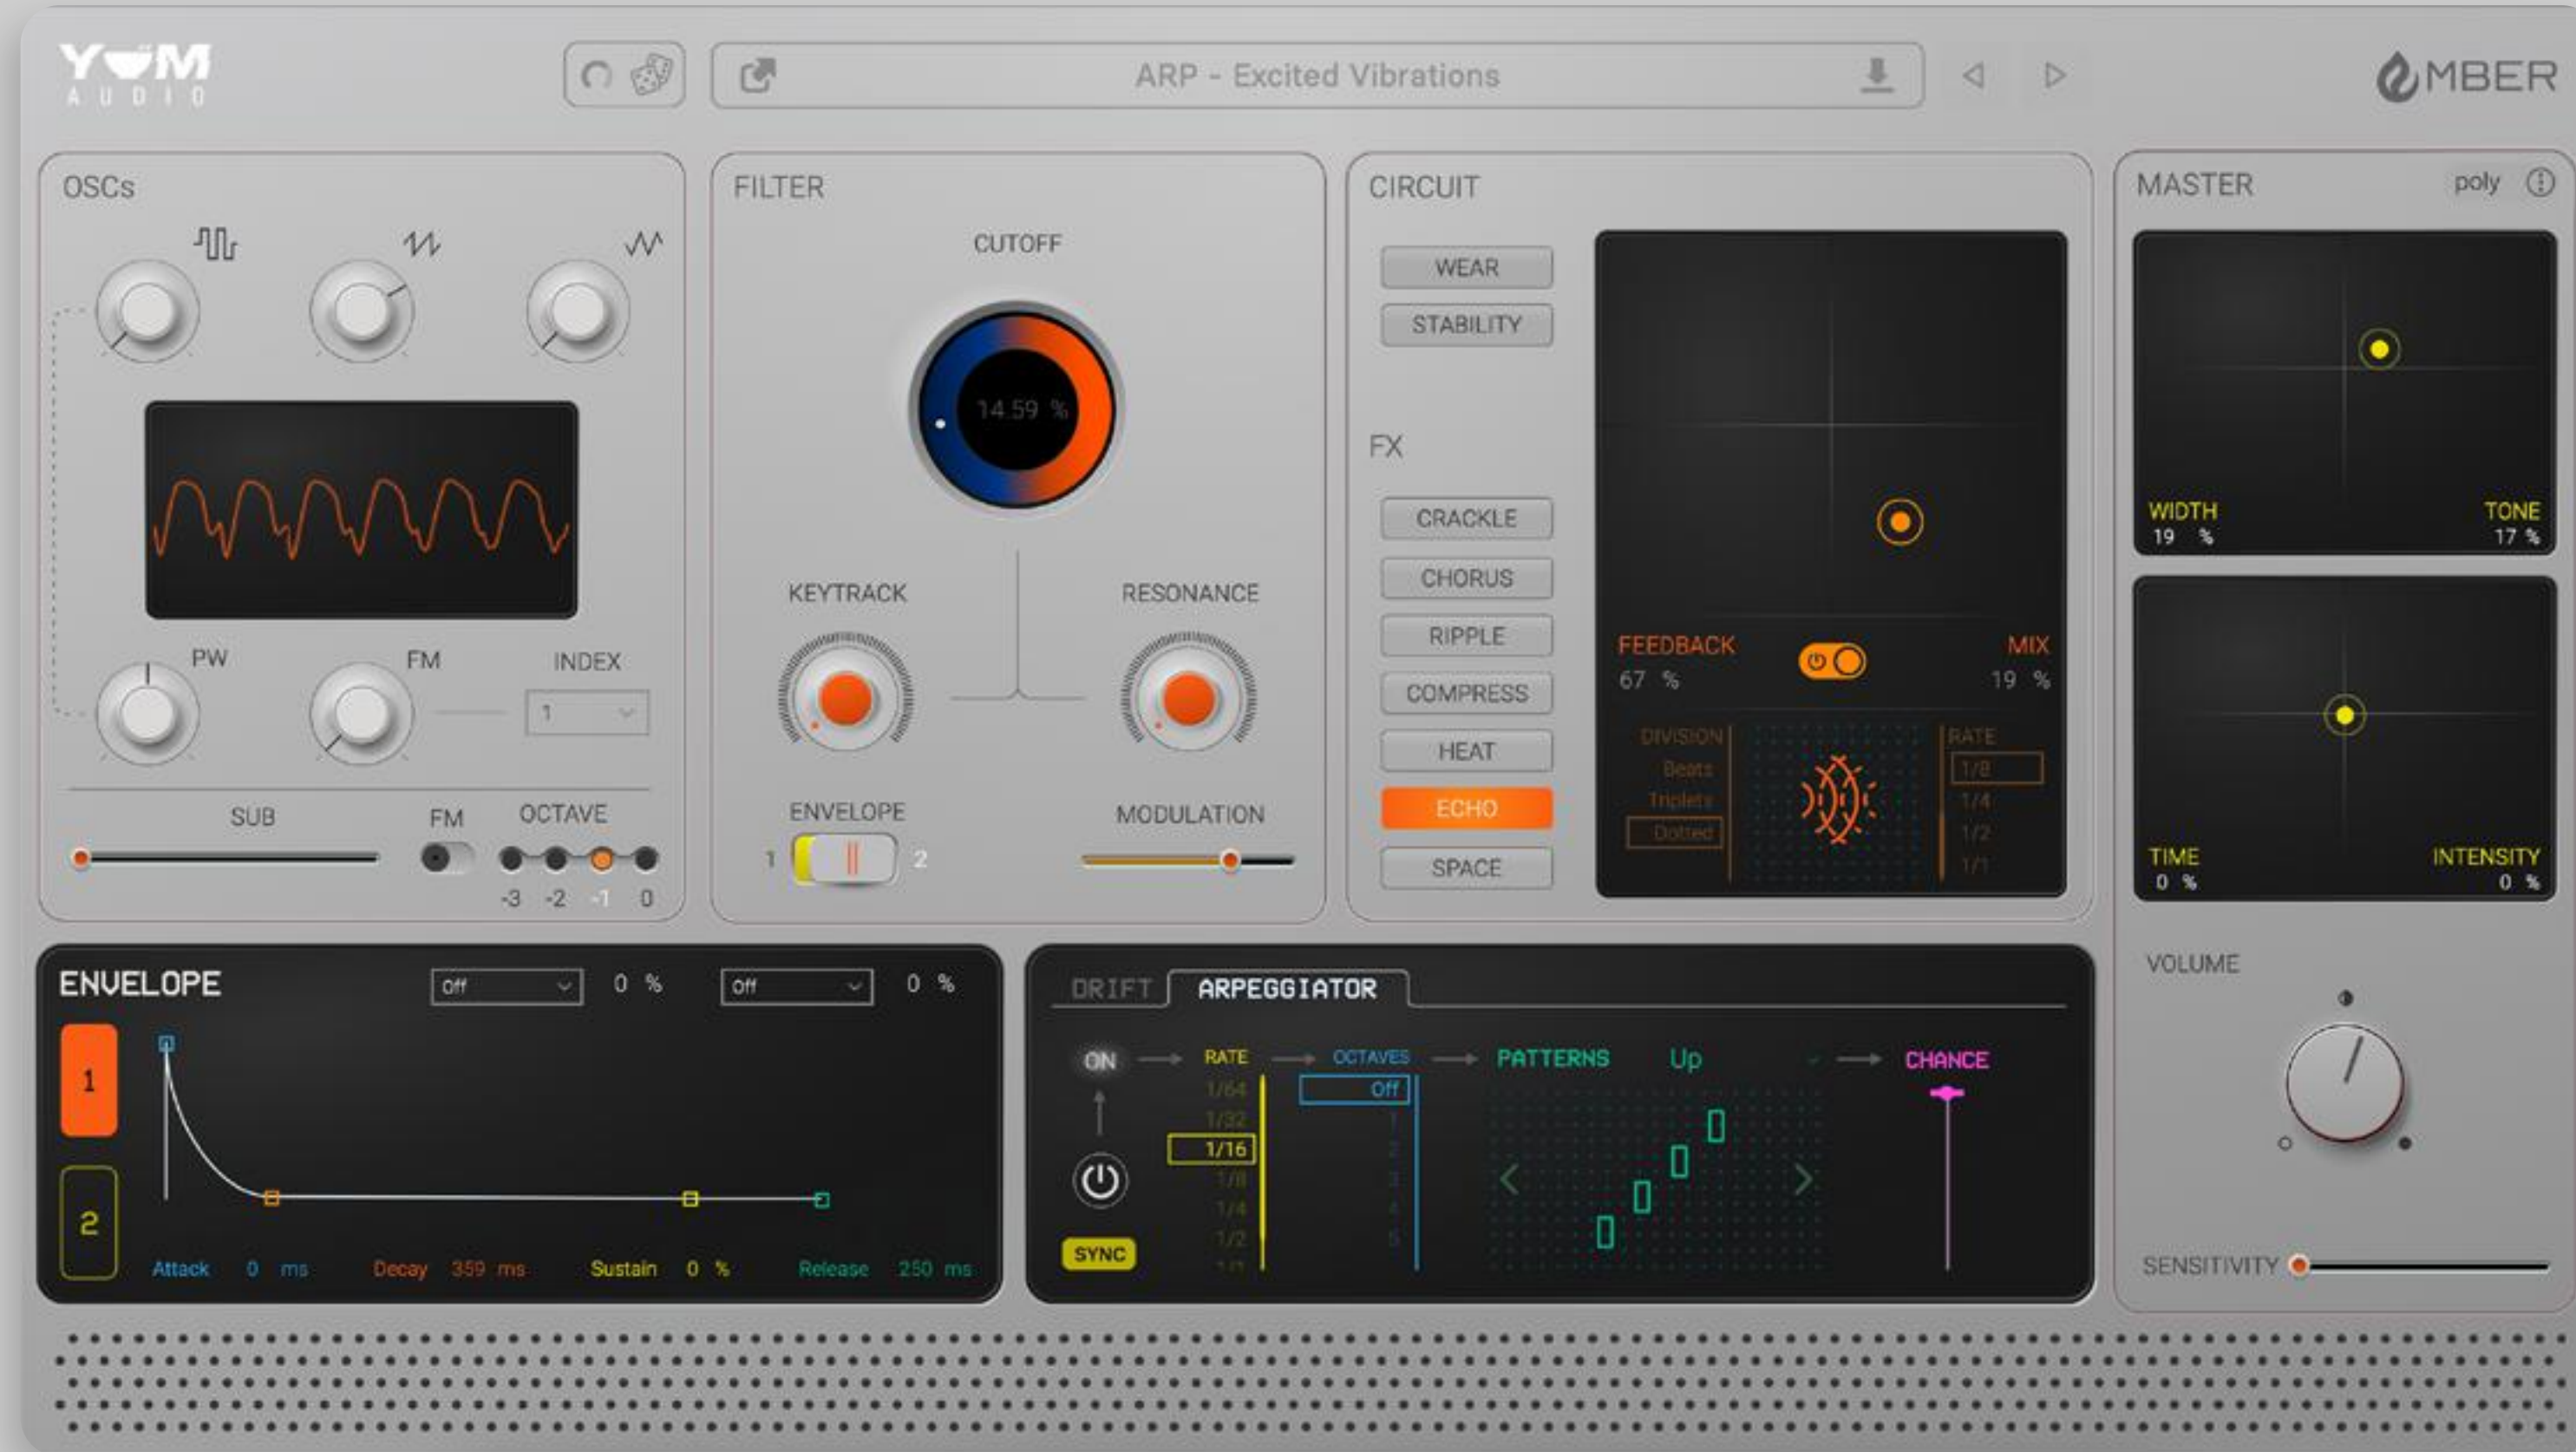 YUM
AUDIO
ARP - Excited Vibrations
MBER
OSCs
PW
FM
INDEX
1
SUB
FM
OCTAVE
-3 -2 -1 0
FILTER
CUTOFF
14.59 %
KEYTRACK
RESONANCE
ENVELOPE
1 2
MODULATION
CIRCUIT
WEAR
STABILITY
FX
CRACKLE
CHORUS
RIPPLE
COMPRESS
HEAT
ECHO
SPACE
FEEDBACK
67 %
MIX
19 %
DIVISION
Beats
Triplets
Dotted
RATE
1/8
1/4
1/2
1/1
MASTER
poly
WIDTH
19 %
TONE
17 %
TIME
0 %
INTENSITY
0 %
VOLUME
SENSITIVITY
ENVELOPE
Off
0 %
Off
0 %
1
2
Attack 0 ms
Decay 359 ms
Sustain 0 %
Release 250 ms
DRIFT
ARPEGGIATOR
ON
SYNC
RATE
1/64
1/32
1/16
1/8
1/4
1/2
1/1
OCTAVES
Off
1
2
3
4
5
PATTERNS
Up
CHANCE